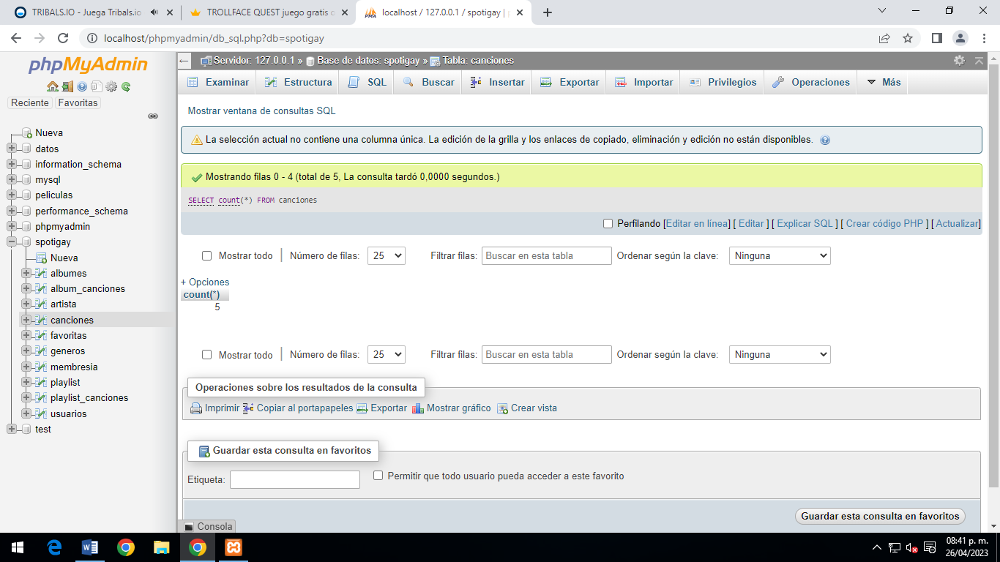 TRIBALS.IO - Juega Tribals.io
TROLLFACE QUEST juego gratis o
localhost / 127.0.0.1 / spotigay | p
localhost/phpmyadmin/db_sql.php?db=spotigay
phpMyAdmin
Reciente Favoritas
Nueva
datos
information_schema
mysql
peliculas
performance_schema
phpmyadmin
spotigay
Nueva
albumes
album_canciones
artista
canciones
favoritas
generos
membresia
playlist
playlist_canciones
usuarios
test
Servidor: 127.0.0.1 » Base de datos: spotigay » Tabla: canciones
Examinar Estructura SQL Buscar Insertar Exportar Importar Privilegios Operaciones Más
Mostrar ventana de consultas SQL
La selección actual no contiene una columna única. La edición de la grilla y los enlaces de copiado, eliminación y edición no están disponibles.
Mostrando filas 0 - 4 (total de 5, La consulta tardó 0,0000 segundos.)
SELECT count(*) FROM canciones
Perfilando [Editar en línea] [ Editar ] [ Explicar SQL ] [ Crear código PHP ] [ Actualizar]
Mostrar todo | Número de filas: 25 Filtrar filas: Buscar en esta tabla Ordenar según la clave: Ninguna
+ Opciones
count(*)
5
Mostrar todo | Número de filas: 25 Filtrar filas: Buscar en esta tabla Ordenar según la clave: Ninguna
Operaciones sobre los resultados de la consulta
Imprimir Copiar al portapapeles Exportar Mostrar gráfico Crear vista
Guardar esta consulta en favoritos
Etiqueta: Permitir que todo usuario pueda acceder a este favorito
Guardar esta consulta en favoritos
Consola
08:41 p. m.
26/04/2023